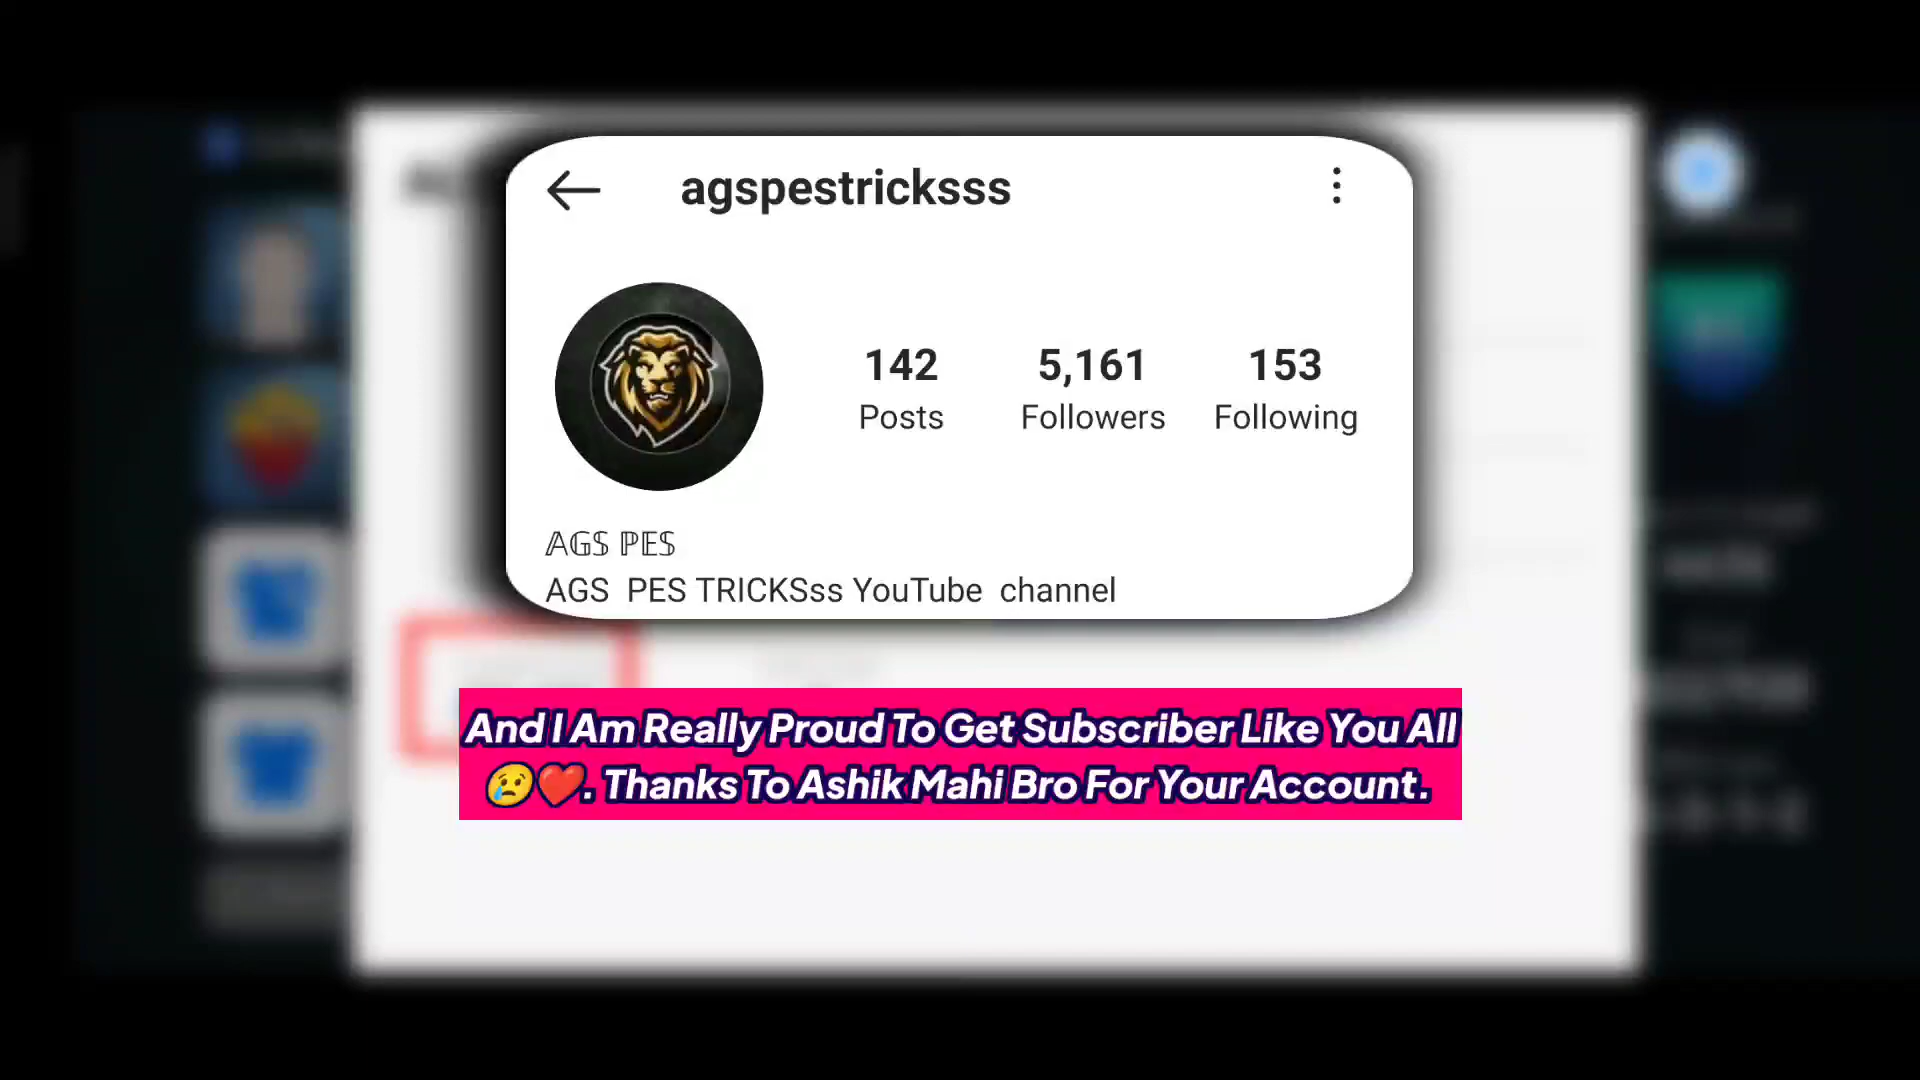 agspestricksss
142 5,161 153
Posts Followers Following
𝔸𝔾𝕊 ℙ𝔼𝕊
AGS PES TRICKSss YouTube channel
And I Am Really Proud To Get Subscriber Like You All
😢❤️. Thanks To Ashik Mahi Bro For Your Account.